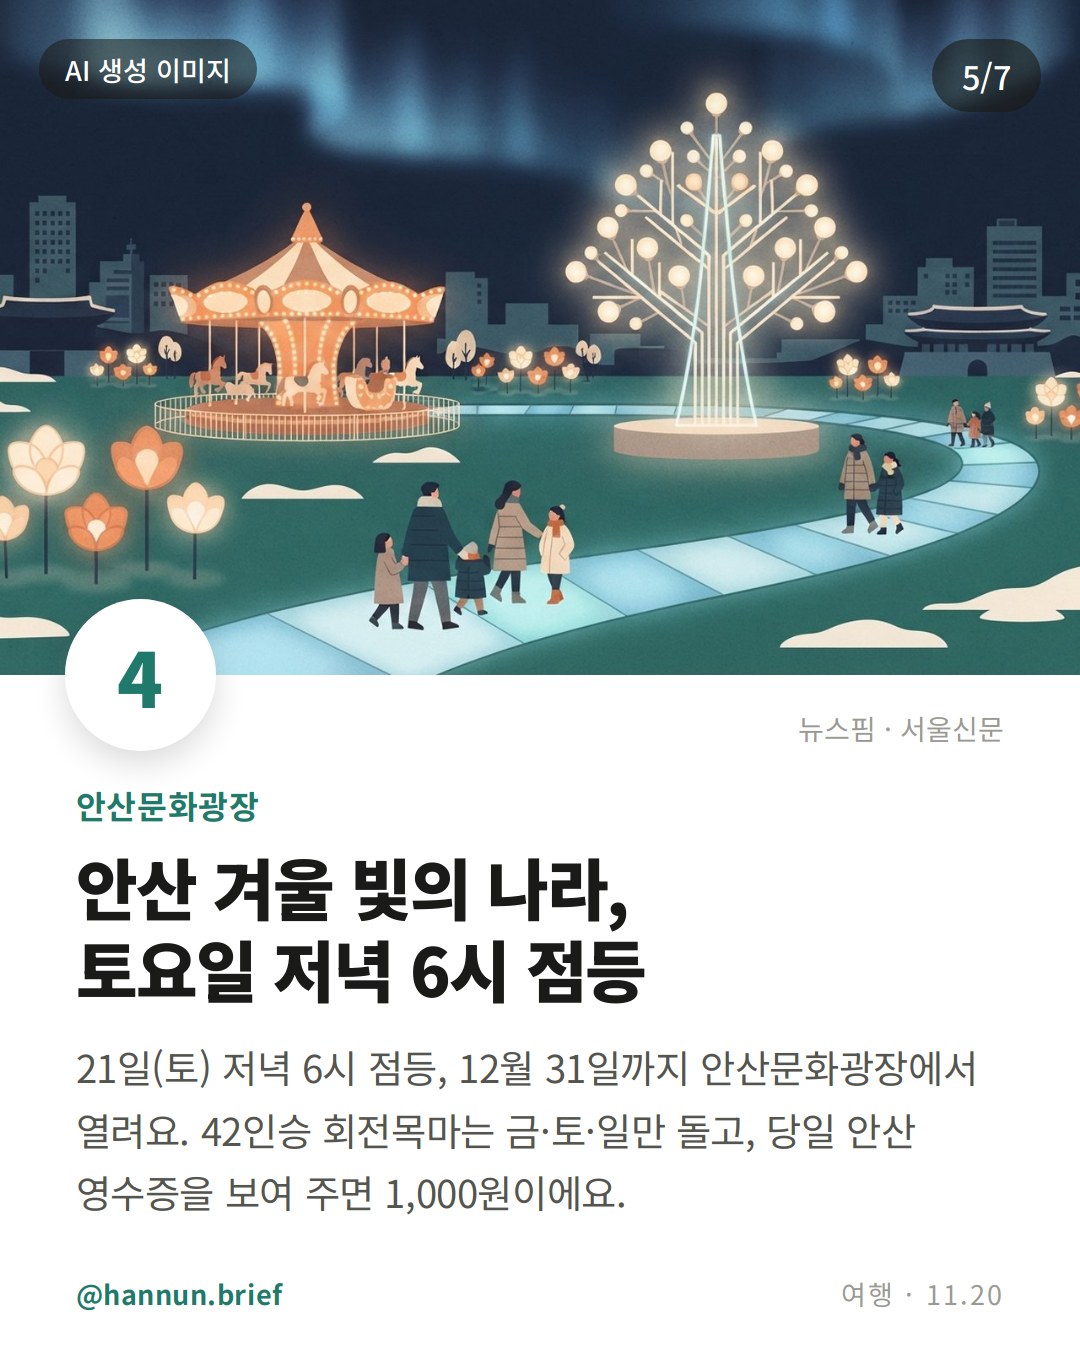 AI 생성 이미지
5/7
4
뉴스핌 · 서울신문
안산문화광장
안산 겨울 빛의 나라,
토요일 저녁 6시 점등
21일(토) 저녁 6시 점등, 12월 31일까지 안산문화광장에서
열려요. 42인승 회전목마는 금·토·일만 돌고, 당일 안산
영수증을 보여 주면 1,000원이에요.
@hannun.brief
여행 · 11.20